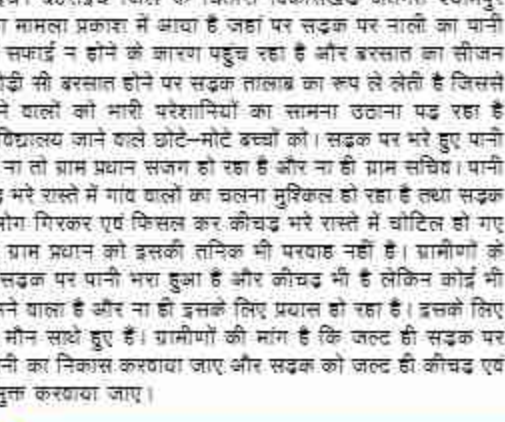 मामला प्रकाश में आया है जहां पर सड़क पर नाली का पानी
सफाई न होने के कारण पहुंच रहा है और बरसात का सीजन
सी बरसात होने पर सड़क तालाब का रूप ले लेती है जिससे
वालों को भारी परेशानियों का सामना उठाना पड़ रहा है
विद्यालय जाने वाले छोटे–मोटे बच्चों को। सड़क पर भरे हुए पानी
ना तो ग्राम प्रधान सजग हो रहा है और ना ही ग्राम सचिव। पानी
भरे रास्ते में गांव वालों का चलना मुश्किल हो रहा है तथा सड़क
गिरकर एवं फिसल कर कीचड़ भरे रास्ते में चोटिल हो गए
ग्राम प्रधान को इसकी तनिक भी परवाह नहीं है। ग्रामीणों के
सड़क पर पानी भरा हुआ है और कीचड़ भी है लेकिन कोई भी
वाला है और ना ही इसके लिए प्रयास हो रहा है। इसके लिए
मौन साधे हुए हैं। ग्रामीणों की मांग है कि जल्द ही सड़क पर
का निकास करवाया जाए और सड़क को जल्द ही कीचड़ एवं
करवाया जाए।